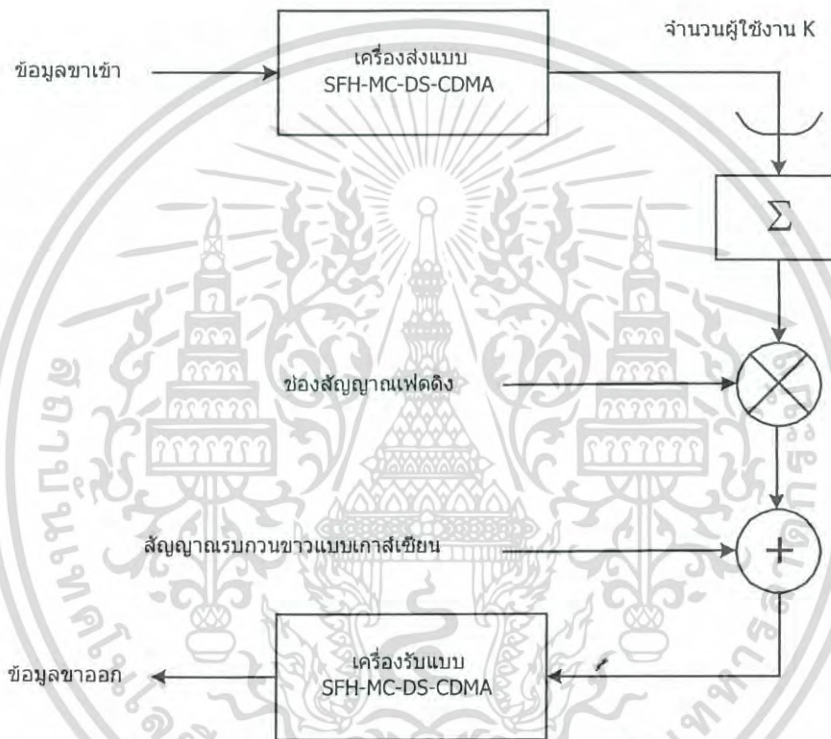 จำนวนผู้ใช้งาน K
ข้อมูลขาเข้า
เครื่องส่งแบบ
SFH-MC-DS-CDMA
Σ
ช่องสัญญาณเฟดดิง
สัญญาณรบกวนขาวแบบเกาส์เซียน
+
เครื่องรับแบบ
SFH-MC-DS-CDMA
ข้อมูลขาออก